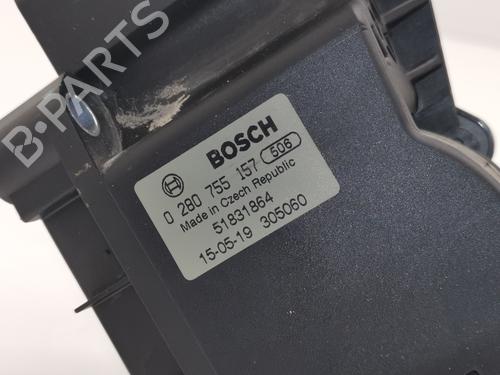 B-PARTS
BOSCH
0 280 755 157 506
Made in Czech Republic
51831864
15-05-19 305060